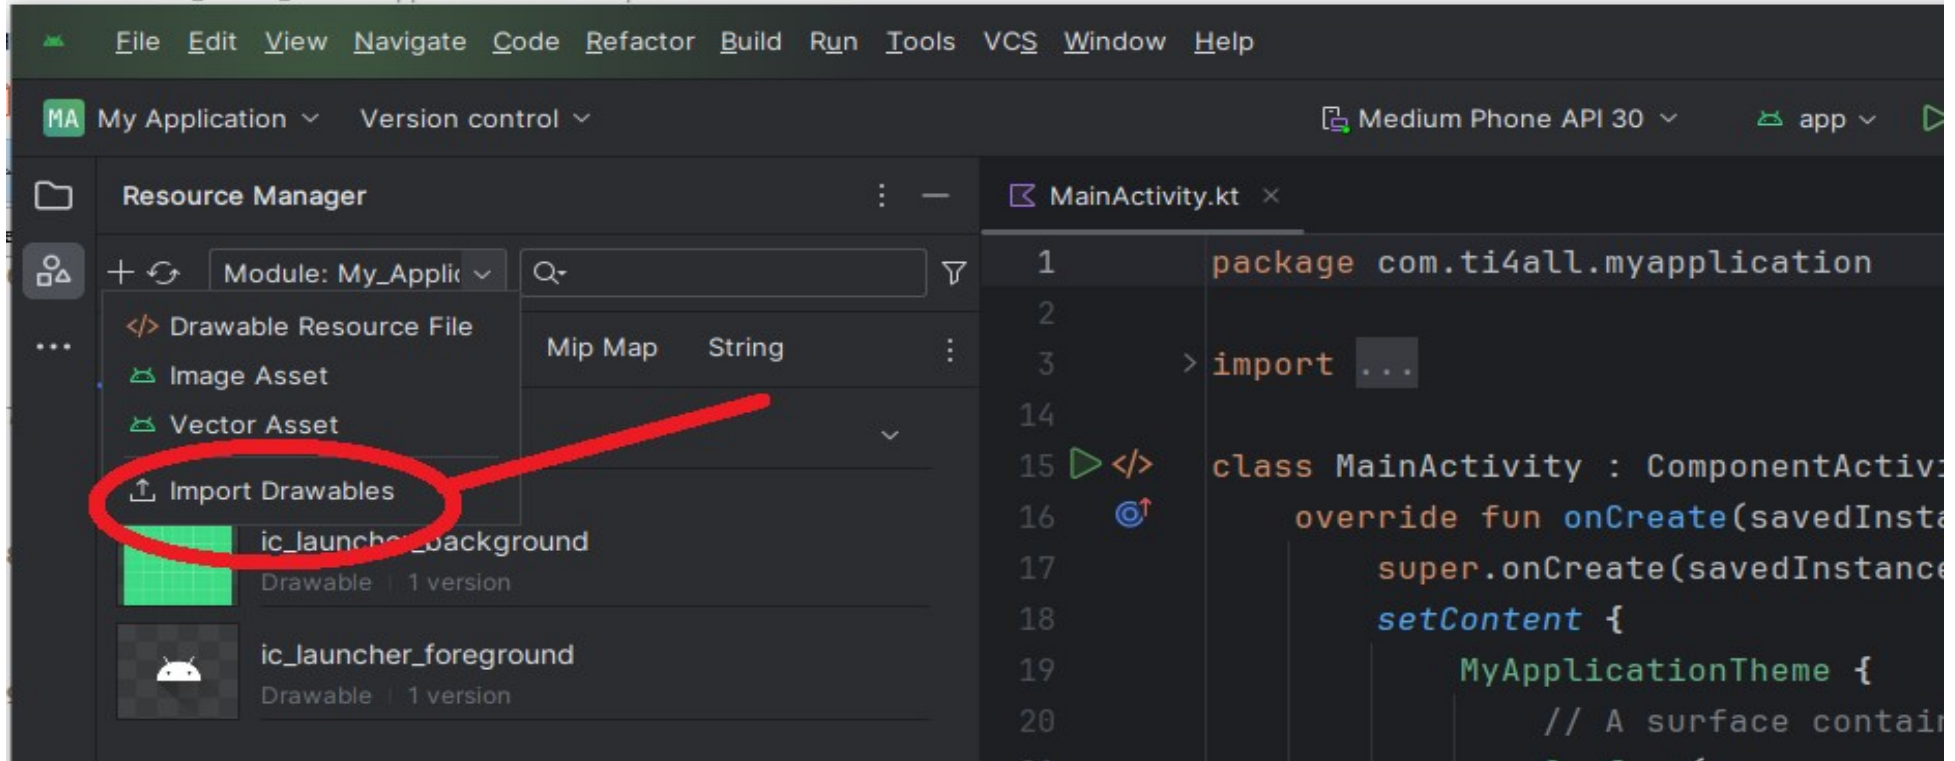 File Edit View Navigate Code Refactor Build Run Tools VCS Window Help
MA My Application Version control Medium Phone API 30 app
Resource Manager
MainActivity.kt
Module: My_Applic
Drawable Resource File
Image Asset
Vector Asset
Import Drawables
Mip Map String
ic_launcher_background
Drawable | 1 version
ic_launcher_foreground
Drawable | 1 version
1 package com.ti4all.myapplication
2
3 import ...
14
15 </> class MainActivity : ComponentActivi
16 override fun onCreate(savedInsta
17 super.onCreate(savedInstance
18 setContent {
19 MyApplicationTheme {
20 // A surface contain